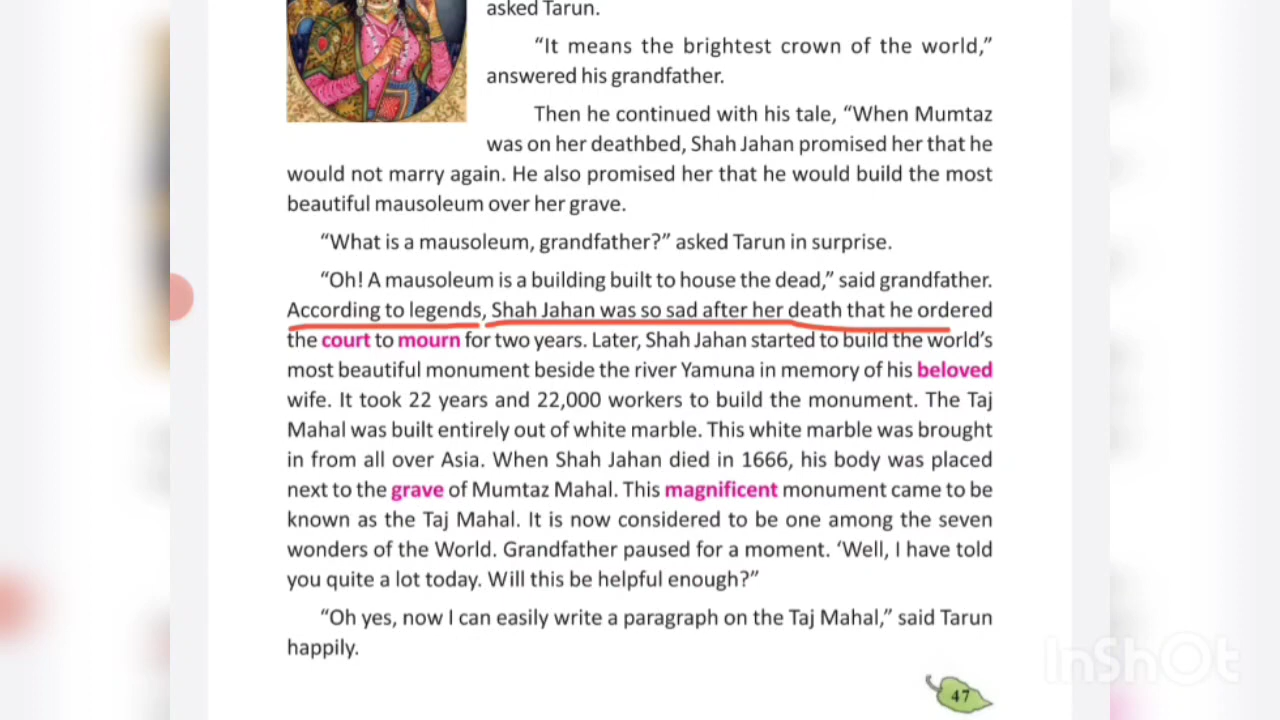 asked Tarun.
“It means the brightest crown of the world,”
answered his grandfather.
Then he continued with his tale, “When Mumtaz
was on her deathbed, Shah Jahan promised her that he
would not marry again. He also promised her that he would build the most
beautiful mausoleum over her grave.
“What is a mausoleum, grandfather?” asked Tarun in surprise.
“Oh! A mausoleum is a building built to house the dead,” said grandfather.
According to legends, Shah Jahan was so sad after her death that he ordered
the court to mourn for two years. Later, Shah Jahan started to build the world’s
most beautiful monument beside the river Yamuna in memory of his beloved
wife. It took 22 years and 22,000 workers to build the monument. The Taj
Mahal was built entirely out of white marble. This white marble was brought
in from all over Asia. When Shah Jahan died in 1666, his body was placed
next to the grave of Mumtaz Mahal. This magnificent monument came to be
known as the Taj Mahal. It is now considered to be one among the seven
wonders of the World. Grandfather paused for a moment. ‘Well, I have told
you quite a lot today. Will this be helpful enough?”
“Oh yes, now I can easily write a paragraph on the Taj Mahal,” said Tarun
happily.
InShOt
47